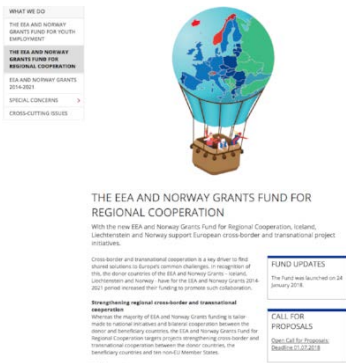 WHAT WE DO
THE EEA AND NORWAY
GRANTS FUND FOR YOUTH
EMPLOYMENT
THE EEA AND NORWAY
GRANTS FUND FOR
REGIONAL COOPERATION
EEA AND NORWAY GRANTS
2014-2021
SPECIAL CONCERNS >
CROSS-CUTTING ISSUES
THE EEA AND NORWAY GRANTS FUND FOR
REGIONAL COOPERATION
With the new EEA and Norway Grants Fund for Regional Cooperation, Iceland,
Liechtenstein and Norway support European cross-border and transnational project
initiatives.
Cross-border and transnational cooperation is a key driver to find
shared solutions to Europe's common challenges. In recognition of
this, the donor countries of the EEA and Norway Grants – Iceland,
Liechtenstein and Norway - have for the EEA and Norway Grants 2014-
2021 period increased their funding to promote such collaboration.
Strengthening regional cross-border and transnational
cooperation
Whereas the majority of EEA and Norway Grants funding is tailor-
made to national initiatives and bilateral cooperation between the
donor and beneficiary countries, the EEA and Norway Grants Fund for
Regional Cooperation targets projects strengthening cross-border and
transnational cooperation between the donor countries, the
beneficiary countries and ten non-EU Member States.
FUND UPDATES
The Fund was launched on 24
January 2018.
CALL FOR
PROPOSALS
Open Call for Proposals:
Deadline 01.07.2018